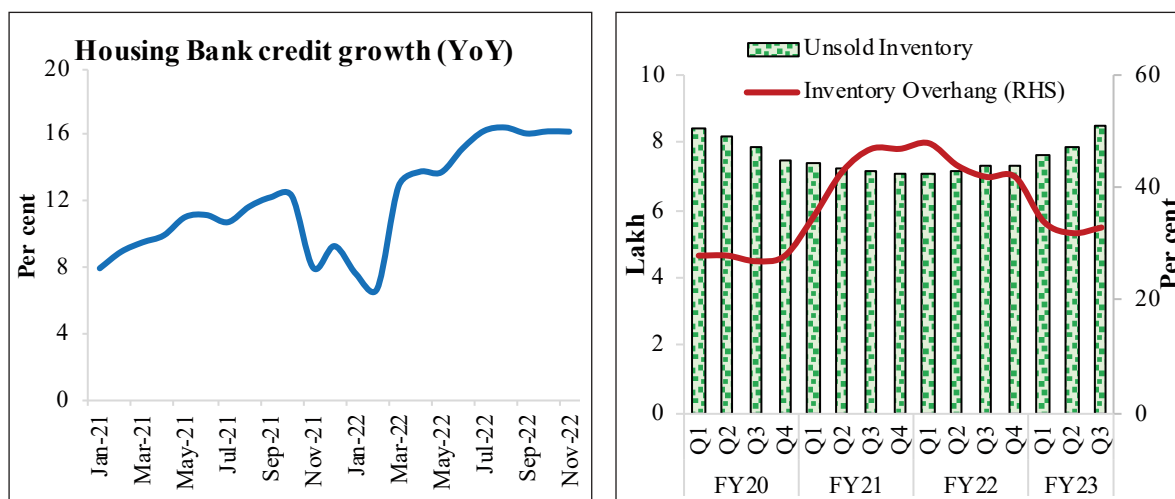 Housing Bank credit growth (YoY)
20
16
12
8
4
0
Per cent
Jan-21
Mar-21
May-21
Jul-21
Sep-21
Nov-21
Jan-22
Mar-22
May-22
Jul-22
Sep-22
Nov-22
Unsold Inventory
Inventory Overhang (RHS)
10
8
6
4
2
0
Lakh
60
40
20
0
Per cent
Q1 Q2 Q3 Q4 Q1 Q2 Q3 Q4 Q1 Q2 Q3 Q4 Q1 Q2 Q3
FY20 FY21 FY22 FY23